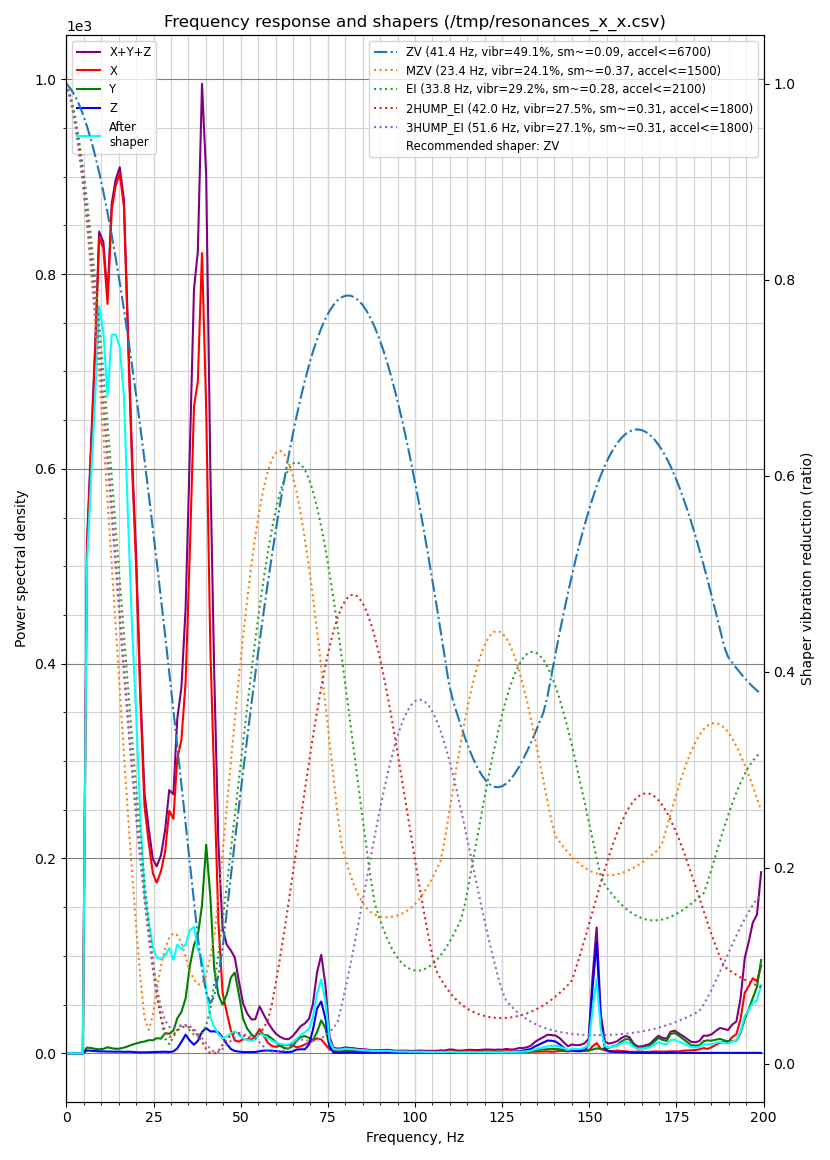 Frequency response and shapers (/tmp/resonances_x_x.csv)
1e3
X+Y+Z
X
Y
Z
After
shaper
ZV (41.4 Hz, vibr=49.1%, sm~=0.09, accel<=6700)
MZV (23.4 Hz, vibr=24.1%, sm~=0.37, accel<=1500)
EI (33.8 Hz, vibr=29.2%, sm~=0.28, accel<=2100)
2HUMP_EI (42.0 Hz, vibr=27.5%, sm~=0.31, accel<=1800)
3HUMP_EI (51.6 Hz, vibr=27.1%, sm~=0.31, accel<=1800)
Recommended shaper: ZV
Power spectral density
1.0
0.8
0.6
0.4
0.2
0.0
1.0
0.8
0.6
0.4
0.2
0.0
Shaper vibration reduction (ratio)
0 25 50 75 100 125 150 175 200
Frequency, Hz